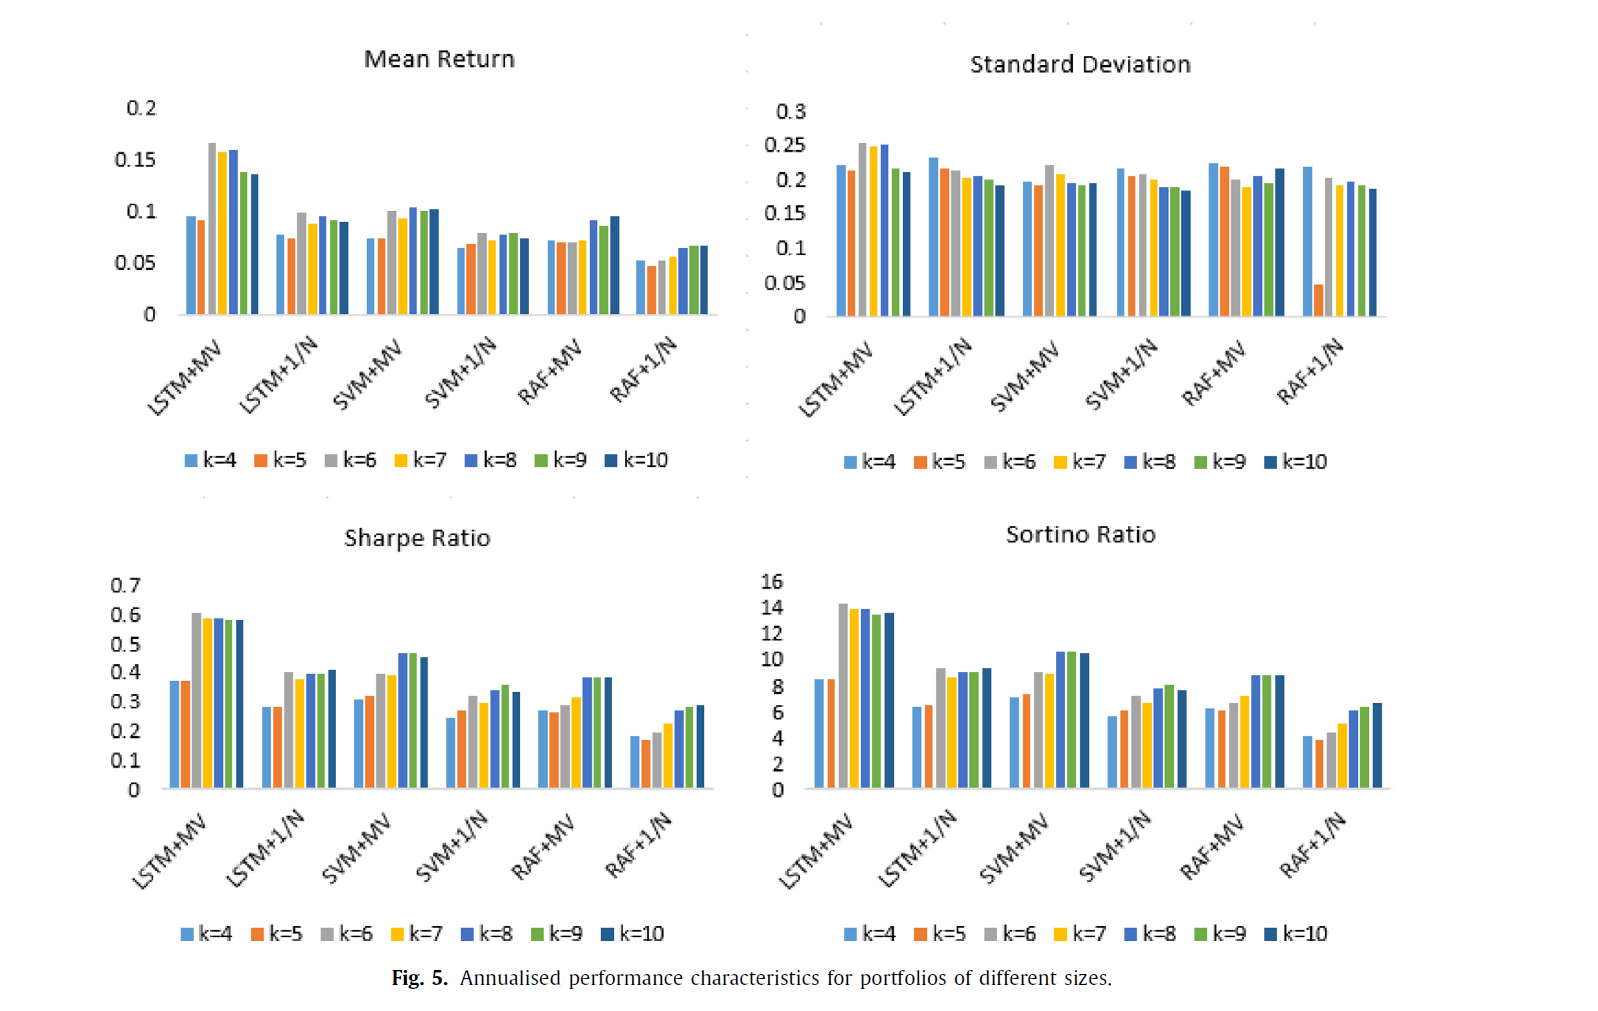 Mean Return
0.2
0.15
0.1
0.05
0
LSTM+MV
LSTM+1/N
SVM+MV
SVM+1/N
RAF+MV
RAF+1/N
k=4 k=5 k=6 k=7 k=8 k=9 k=10
Standard Deviation
0.3
0.25
0.2
0.15
0.1
0.05
0
LSTM+MV
LSTM+1/N
SVM+MV
SVM+1/N
RAF+MV
RAF+1/N
k=4 k=5 k=6 k=7 k=8 k=9 k=10
Sharpe Ratio
0.7
0.6
0.5
0.4
0.3
0.2
0.1
0
LSTM+MV
LSTM+1/N
SVM+MV
SVM+1/N
RAF+MV
RAF+1/N
k=4 k=5 k=6 k=7 k=8 k=9 k=10
Sortino Ratio
16
14
12
10
8
6
4
2
0
LSTM+MV
LSTM+1/N
SVM+MV
SVM+1/N
RAF+MV
RAF+1/N
k=4 k=5 k=6 k=7 k=8 k=9 k=10
Fig. 5. Annualised performance characteristics for portfolios of different sizes.